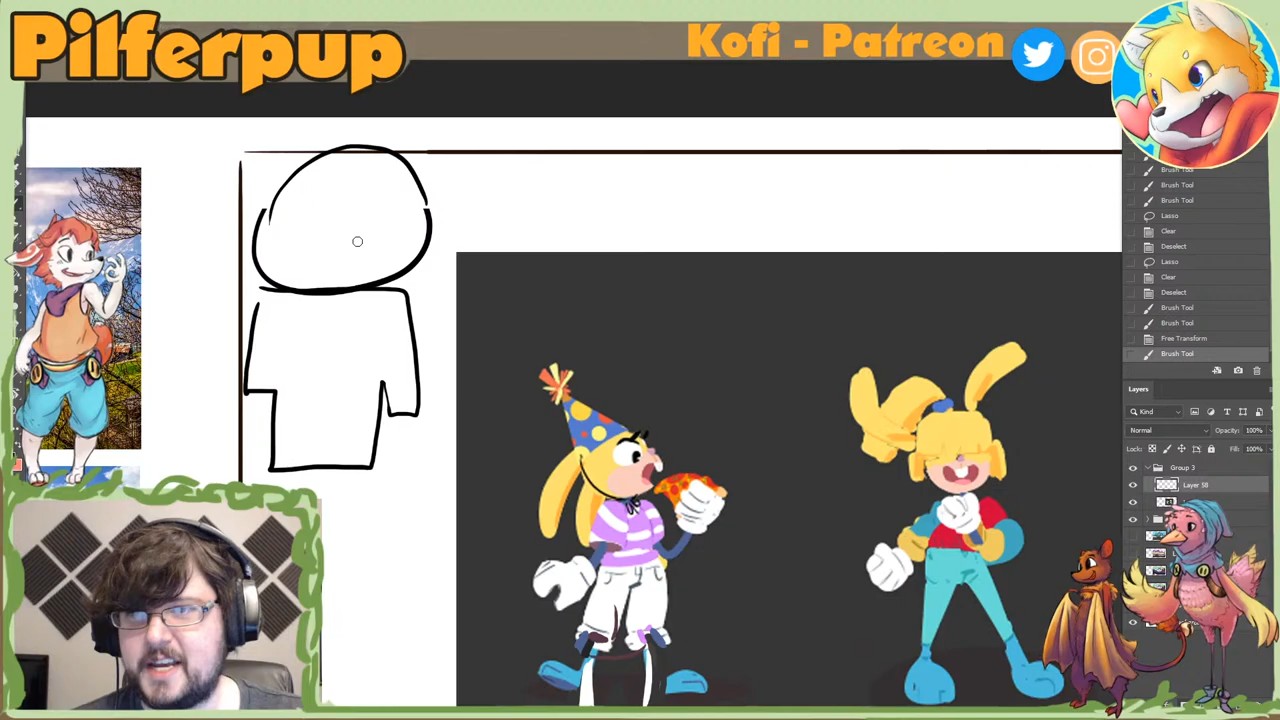 Pilferpup
Kofi - Patreon
Brush Tool
Brush Tool
Brush Tool
Lasso
Clear
Deselect
Lasso
Clear
Deselect
Brush Tool
Brush Tool
Free Transform
Brush Tool
Layers
Kind
Normal
Opacity: 100%
Lock:
Fill: 100%
Group 3
Layer 58